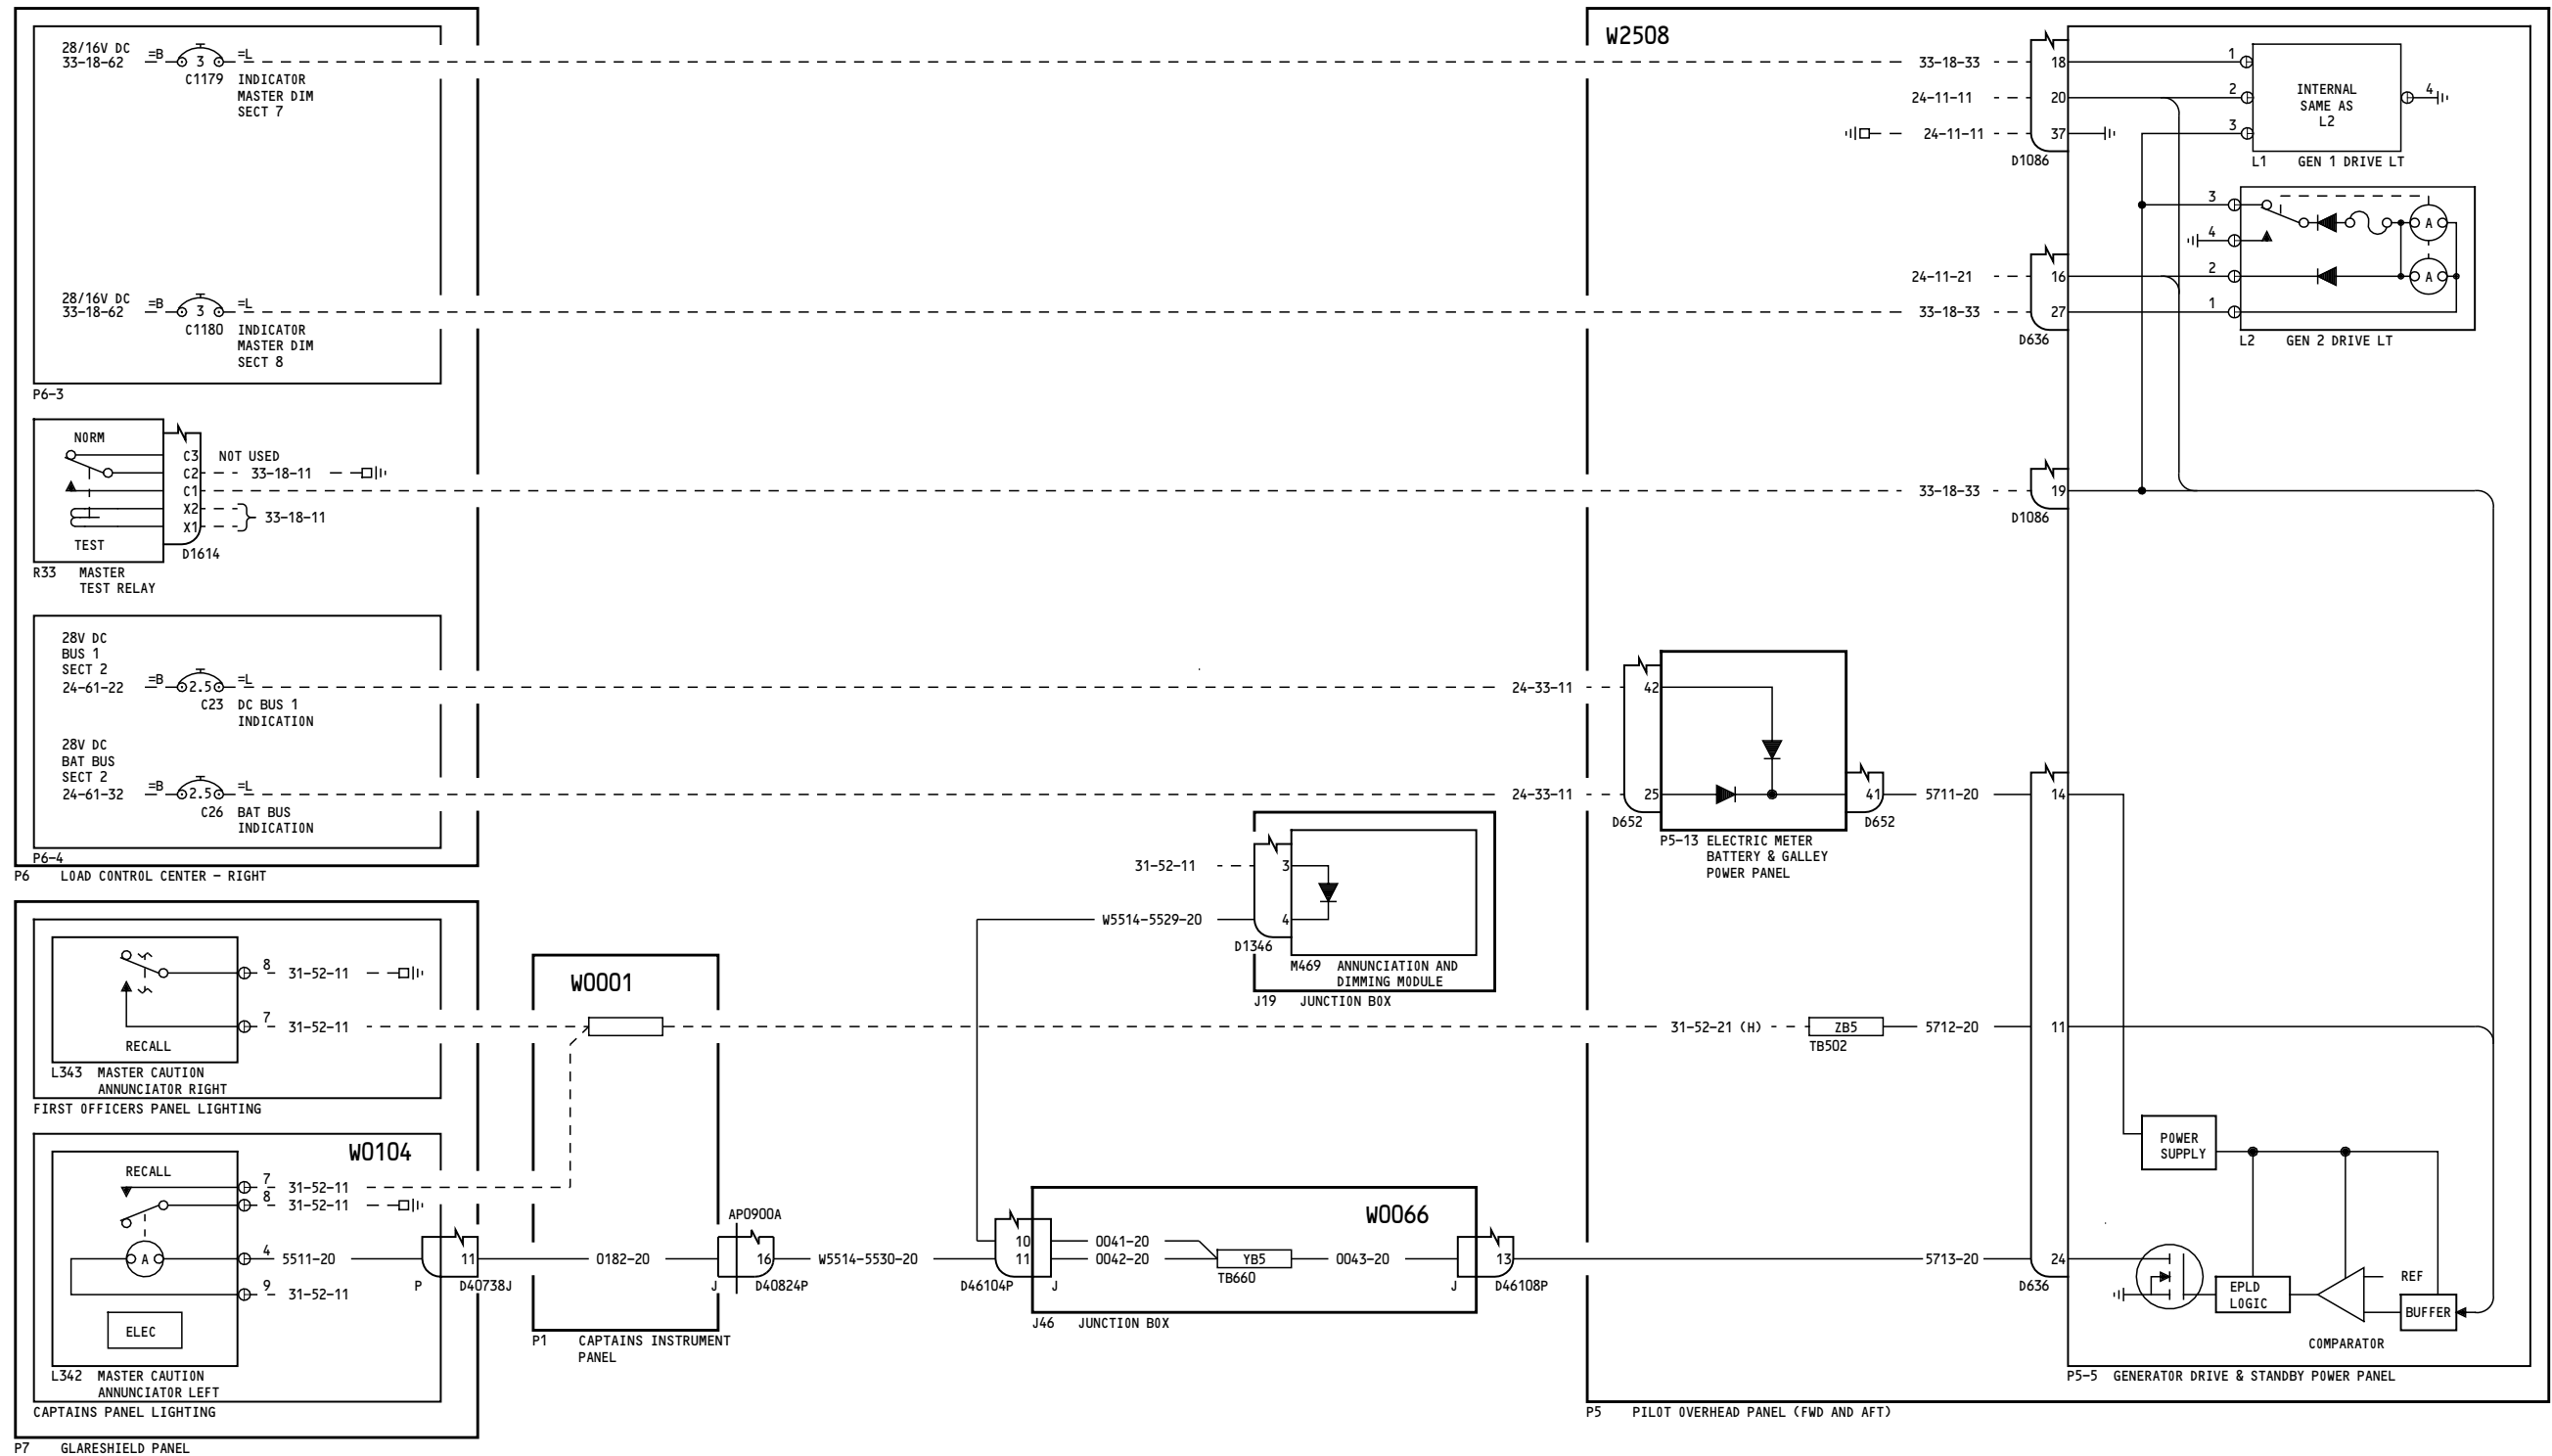 28/16V DC
33-18-62
=B
3
=L
C1179
INDICATOR
MASTER DIM
SECT 7
28/16V DC
33-18-62
=B
3
=L
C1180
INDICATOR
MASTER DIM
SECT 8
P6-3
NORM
C3
NOT USED
C2
33-18-11
C1
X2
X1
33-18-11
TEST
D1614
R33
MASTER
TEST RELAY
28V DC
BUS 1
SECT 2
24-61-22
=B
2.5
=L
C23
DC BUS 1
INDICATION
28V DC
BAT BUS
SECT 2
24-61-32
=B
2.5
=L
C26
BAT BUS
INDICATION
P6-4
P6
LOAD CONTROL CENTER - RIGHT
8
31-52-11
7
31-52-11
RECALL
L343
MASTER CAUTION
ANNUNCIATOR RIGHT
FIRST OFFICERS PANEL LIGHTING
W0104
RECALL
7
31-52-11
8
31-52-11
A
4
5511-20
11
P
D40738J
9
31-52-11
ELEC
L342
MASTER CAUTION
ANNUNCIATOR LEFT
CAPTAINS PANEL LIGHTING
P7
GLARESHIELD PANEL
W0001
0182-20
AP0900A
16
J
D40824P
P1
CAPTAINS INSTRUMENT
PANEL
W5514-5530-20
31-52-11
3
W5514-5529-20
4
D1346
M469
ANNUNCIATION AND
DIMMING MODULE
J19
JUNCTION BOX
W0066
10
11
D46104P
J
0041-20
0042-20
YB5
TB660
0043-20
13
J
D46108P
J46
JUNCTION BOX
W2508
33-18-33
18
24-11-11
20
24-11-11
37
D1086
1
2
3
INTERNAL
SAME AS
L2
4
L1
GEN 1 DRIVE LT
3
4
2
1
A
A
24-11-21
16
33-18-33
27
D636
L2
GEN 2 DRIVE LT
33-18-33
19
D1086
24-33-11
42
24-33-11
25
D652
41
D652
5711-20
14
P5-13
ELECTRIC METER
BATTERY & GALLEY
POWER PANEL
31-52-21 (H)
ZB5
TB502
5712-20
11
POWER
SUPPLY
5713-20
24
D636
EPLD
LOGIC
REF
BUFFER
COMPARATOR
P5-5
GENERATOR DRIVE & STANDBY POWER PANEL
P5
PILOT OVERHEAD PANEL (FWD AND AFT)